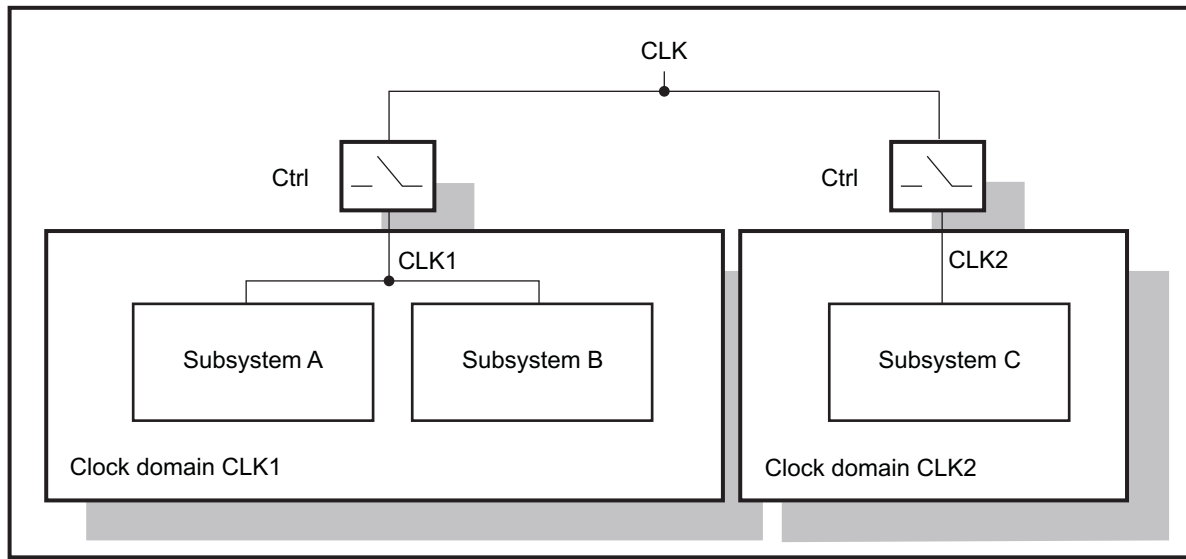 CLK
Ctrl
Ctrl
CLK1
CLK2
Subsystem A
Subsystem B
Subsystem C
Clock domain CLK1
Clock domain CLK2